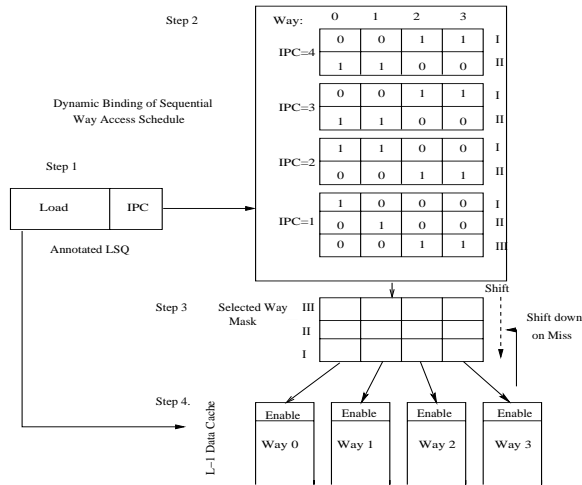 Step 2
Way: 0 1 2 3
IPC=4
0 0 1 1 I
1 1 0 0 II
IPC=3
0 0 1 1 I
1 1 0 0 II
IPC=2
1 1 0 0 I
0 0 1 1 II
IPC=1
1 0 0 0 I
0 1 0 0 II
0 0 1 1 III
Dynamic Binding of Sequential
Way Access Schedule
Step 1
Load IPC
Annotated LSQ
Step 3
Selected Way
Mask
III
II
I
Shift
Shift down
on Miss
Step 4.
L-1 Data Cache
Enable Enable Enable Enable
Way 0 Way 1 Way 2 Way 3